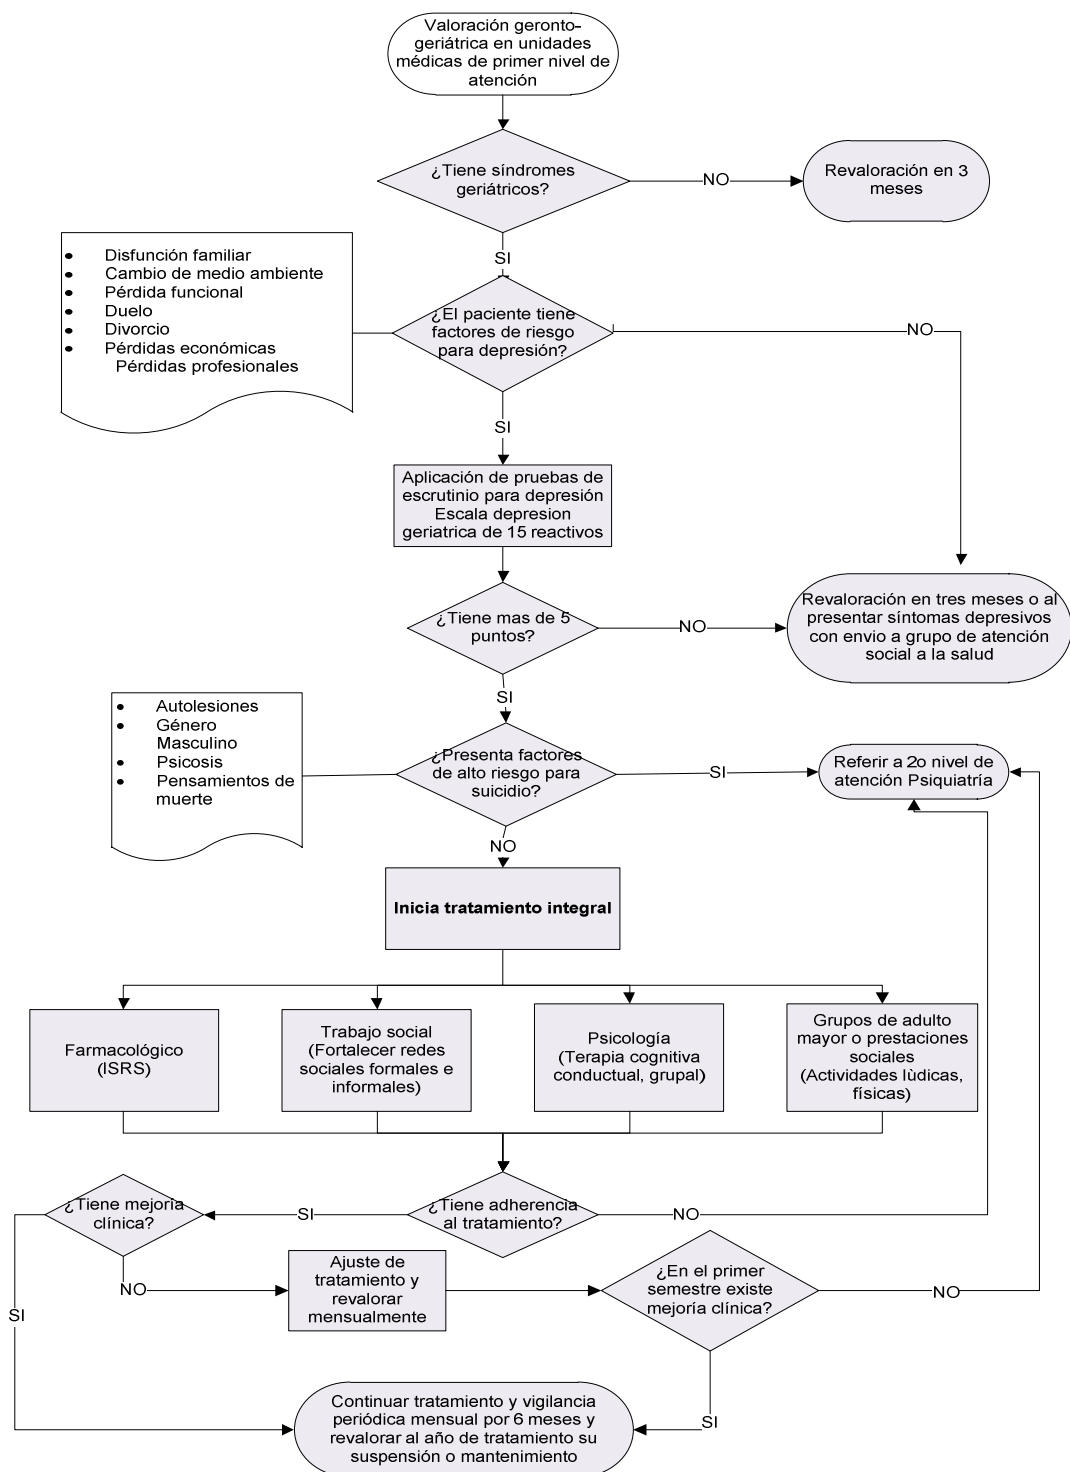 Valoración geronto-
geriátrica en unidades
médicas de primer nivel de
atención
¿Tiene síndromes
geriátricos?
NO
Revaloración en 3
meses
SI
• Disfunción familiar
• Cambio de medio ambiente
• Pérdida funcional
• Duelo
• Divorcio
• Pérdidas económicas
Pérdidas profesionales
¿El paciente tiene
factores de riesgo
para depresión?
NO
SI
Aplicación de pruebas de
escrutinio para depresión
Escala depresion
geriatrica de 15 reactivos
¿Tiene mas de 5
puntos?
NO
Revaloración en tres meses o al
presentar síntomas depresivos
con envio a grupo de atención
social a la salud
SI
• Autolesiones
• Género
Masculino
• Psicosis
• Pensamientos de
muerte
¿Presenta factores
de alto riesgo para
suicidio?
SI
Referir a 2o nivel de
atención Psiquiatría
NO
Inicia tratamiento integral
Farmacológico
(ISRS)
Trabajo social
(Fortalecer redes
sociales formales e
informales)
Psicología
(Terapia cognitiva
conductual, grupal)
Grupos de adulto
mayor o prestaciones
sociales
(Actividades lùdicas,
físicas)
¿Tiene adherencia
al tratamiento?
NO
SI
¿Tiene mejoría
clínica?
NO
Ajuste de
tratamiento y
revalorar
mensualmente
¿En el primer
semestre existe
mejoría clínica?
NO
SI
SI
Continuar tratamiento y vigilancia
periódica mensual por 6 meses y
revalorar al año de tratamiento su
suspensión o mantenimiento